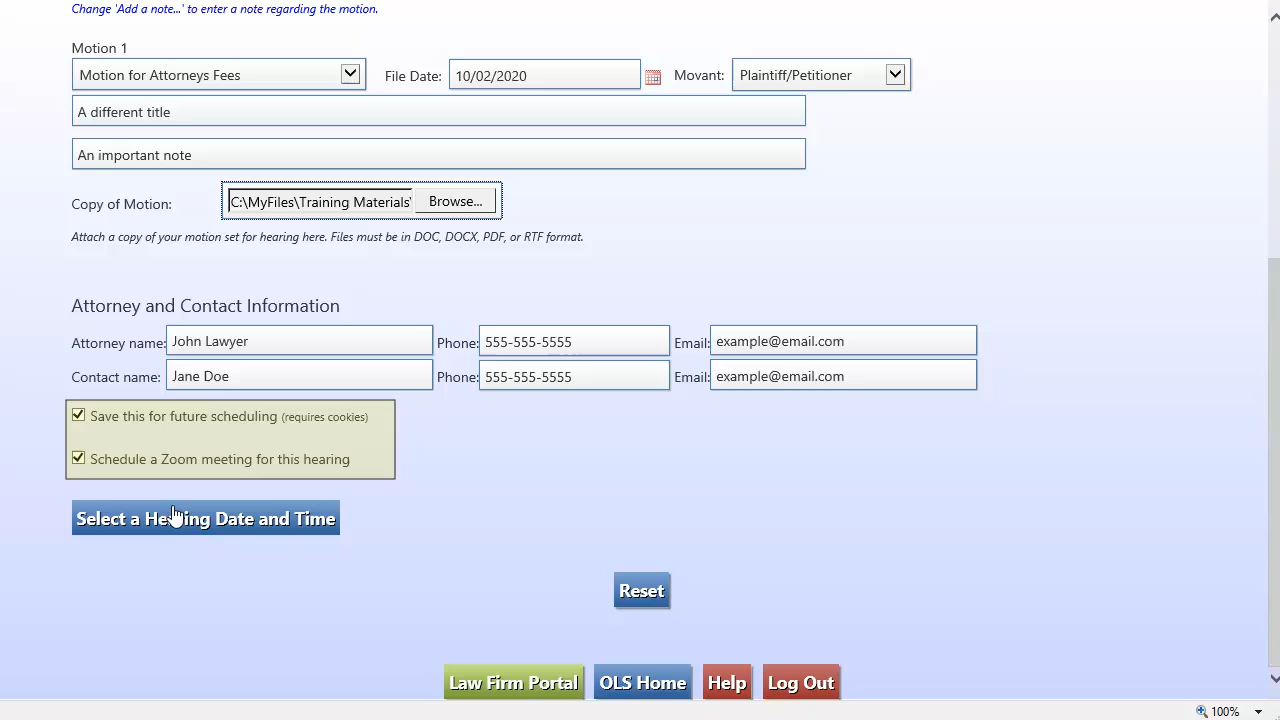 Change 'Add a note...' to enter a note regarding the motion.
Motion 1
Motion for Attorneys Fees File Date: 10/02/2020 Movant: Plaintiff/Petitioner
A different title
An important note
Copy of Motion: C:\MyFiles\Training Materials\ Browse...
Attach a copy of your motion set for hearing here. Files must be in DOC, DOCX, PDF, or RTF format.
Attorney and Contact Information
Attorney name: John Lawyer Phone: 555-555-5555 Email: example@email.com
Contact name: Jane Doe Phone: 555-555-5555 Email: example@email.com
Save this for future scheduling (requires cookies)
Schedule a Zoom meeting for this hearing
Select a Hearing Date and Time
Reset
Law Firm Portal OLS Home Help Log Out
100%